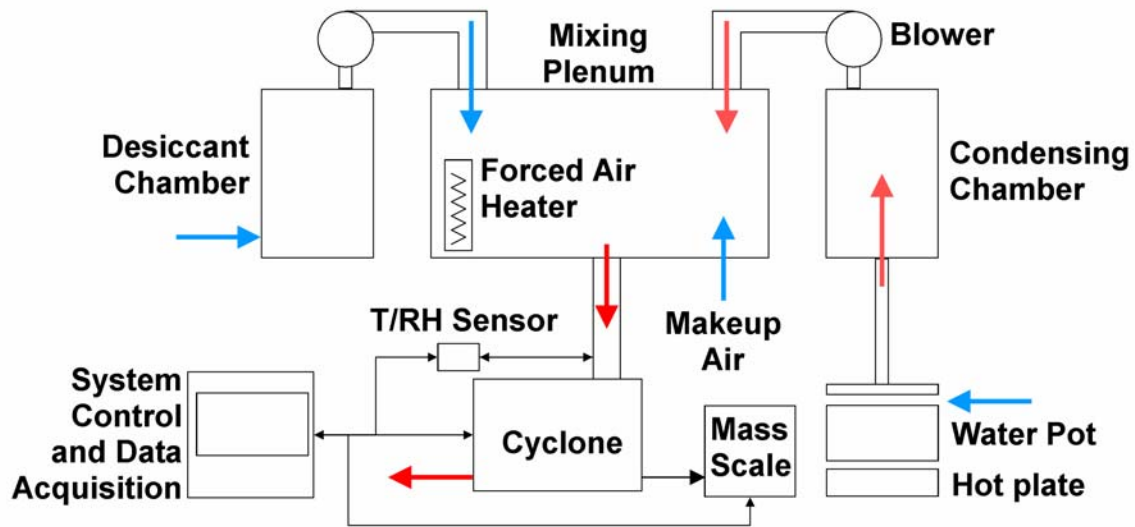 Mixing
Plenum
Blower
Desiccant
Chamber
Forced Air
Heater
Condensing
Chamber
T/RH Sensor
Makeup
Air
System
Control
and Data
Acquisition
Cyclone
Mass
Scale
Water Pot
Hot plate